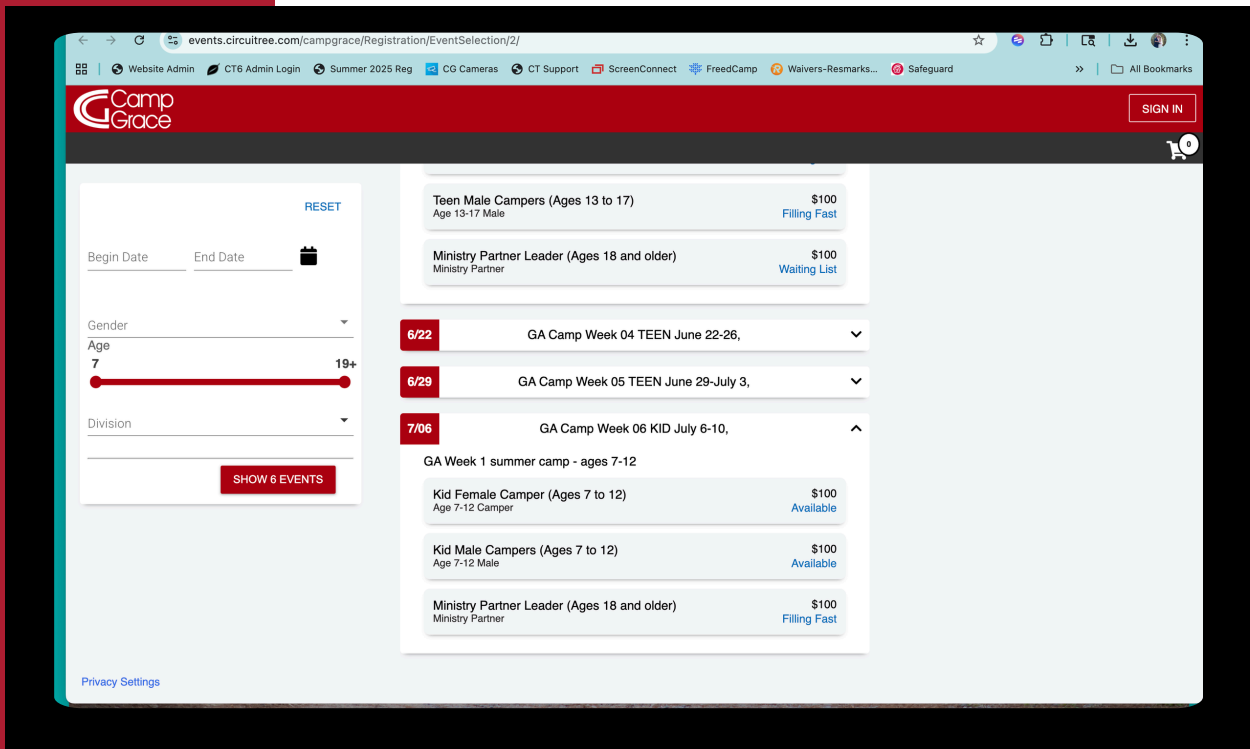 events.circuitree.com/campgrace/Registration/EventSelection/2/
Website Admin CT6 Admin Login Summer 2025 Reg CG Cameras CT Support ScreenConnect FreedCamp Waivers-Resmarks... Safeguard » All Bookmarks
Camp
Grace
SIGN IN
0
RESET
Begin Date End Date
Gender
Age
7 19+
Division
SHOW 6 EVENTS
Teen Male Campers (Ages 13 to 17) $100
Age 13-17 Male Filling Fast
Ministry Partner Leader (Ages 18 and older) $100
Ministry Partner Waiting List
6/22 GA Camp Week 04 TEEN June 22-26,
6/29 GA Camp Week 05 TEEN June 29-July 3,
7/06 GA Camp Week 06 KID July 6-10,
GA Week 1 summer camp - ages 7-12
Kid Female Camper (Ages 7 to 12) $100
Age 7-12 Camper Available
Kid Male Campers (Ages 7 to 12) $100
Age 7-12 Male Available
Ministry Partner Leader (Ages 18 and older) $100
Ministry Partner Filling Fast
Privacy Settings